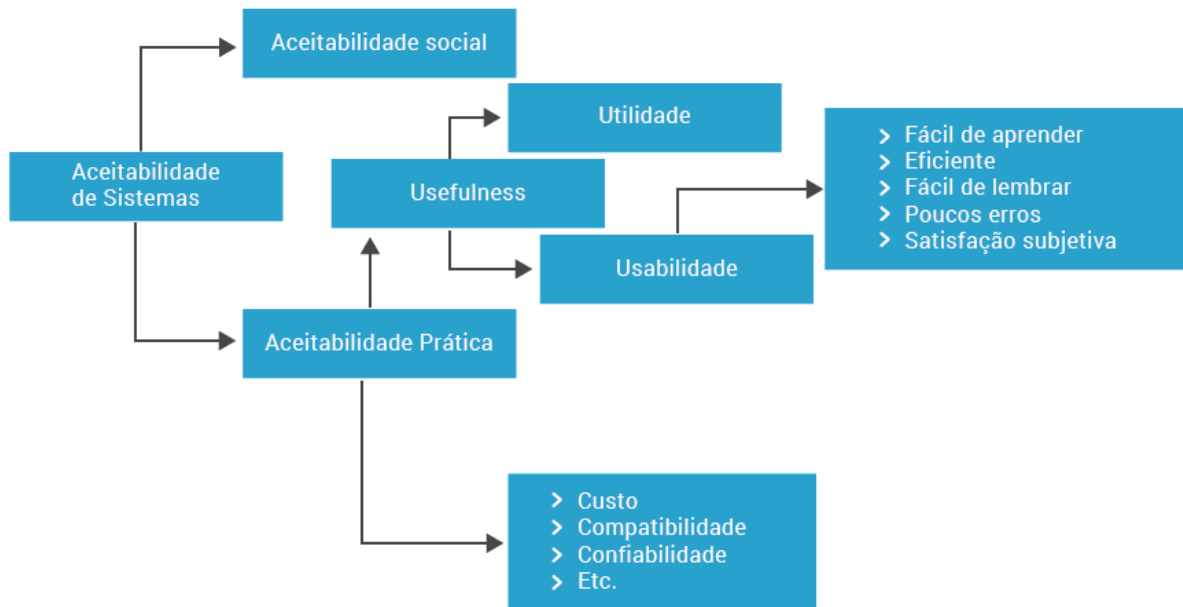 Aceitabilidade social
Utilidade
Aceitabilidade
de Sistemas
Usefulness
> Fácil de aprender
> Eficiente
> Fácil de lembrar
> Poucos erros
> Satisfação subjetiva
Usabilidade
Aceitabilidade Prática
> Custo
> Compatibilidade
> Confiabilidade
> Etc.